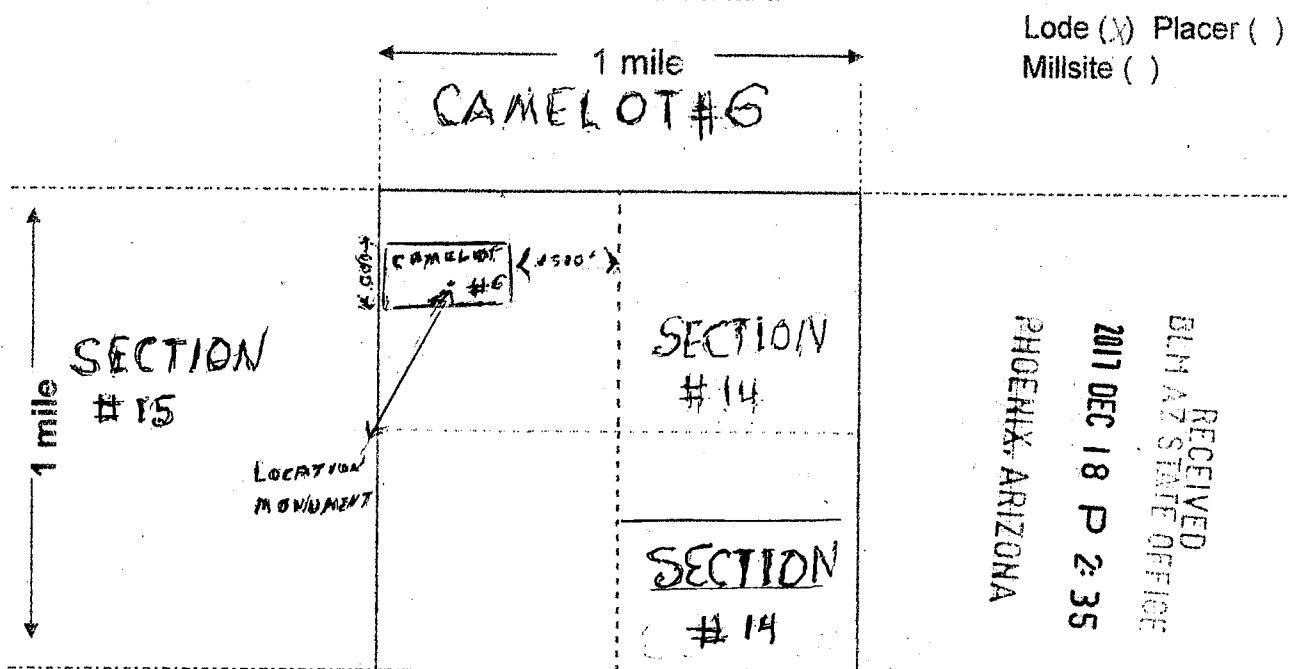 Lode (X) Placer ( )
Millsite ( )
1 mile
CAMELOT #6
CAMELOT
#6
SECTION
#15
1 mile
SECTION
#14
LOCATION
MONUMENT
SECTION
#14
RECEIVED
BLM AZ STATE OFFICE
2017 DEC 18 P 2:35
PHOENIX, ARIZONA